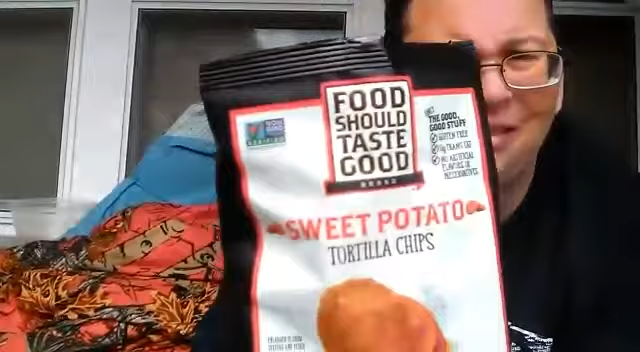 FOOD
SHOULD
TASTE
GOOD
BRAND
THE GOOD,
GOOD STUFF
GLUTEN FREE
0g TRANS FAT
NO ARTIFICIAL
FLAVORS OR
PRESERVATIVES
SWEET POTATO
TORTILLA CHIPS